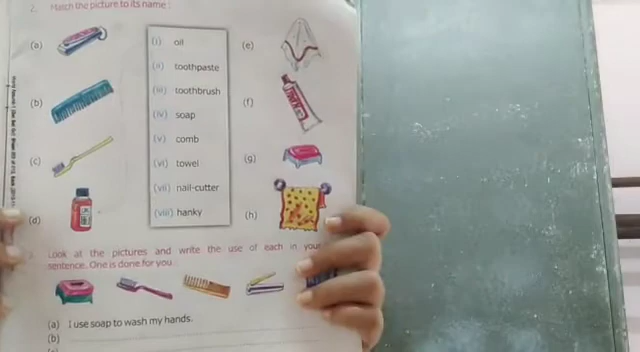 2. Match the picture to its name :
(a)
(i) oil
(e)
(ii) toothpaste
(b)
(iii) toothbrush
(f)
(iv) soap
(v) comb
(c)
(vi) towel
(g)
(vii) nail-cutter
(d)
(viii) hanky
(h)
Look at the pictures and write the use of each in your
sentence. One is done for you
(a) I use soap to wash my hands.
(b)